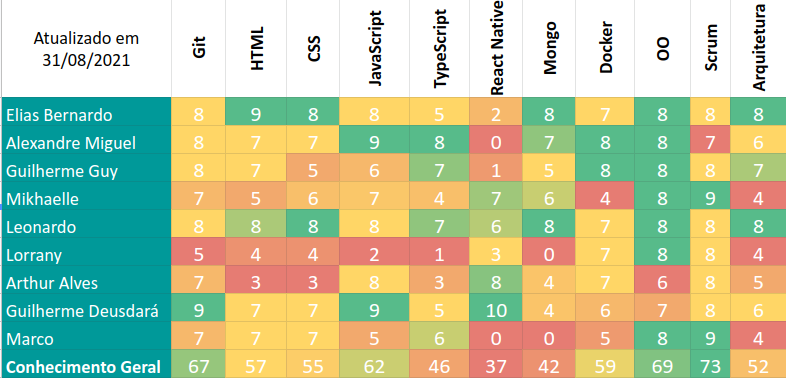 Atualizado em
31/08/2021
Git HTML CSS JavaScript TypeScript React Native Mongo Docker OO Scrum Arquitetura
Elias Bernardo 8 9 8 8 5 2 8 7 8 8 8
Alexandre Miguel 8 7 7 9 8 0 7 8 8 7 6
Guilherme Guy 8 7 5 6 7 1 5 8 8 8 7
Mikhaelle 7 5 6 7 4 7 6 4 8 9 4
Leonardo 8 8 8 8 7 6 8 7 8 8 8
Lorrany 5 4 4 2 1 3 0 7 8 8 4
Arthur Alves 7 3 3 8 3 8 4 7 6 8 5
Guilherme Deusdará 9 7 7 9 5 10 4 6 7 8 6
Marco 7 7 7 5 6 0 0 5 8 9 4
Conhecimento Geral 67 57 55 62 46 37 42 59 69 73 52